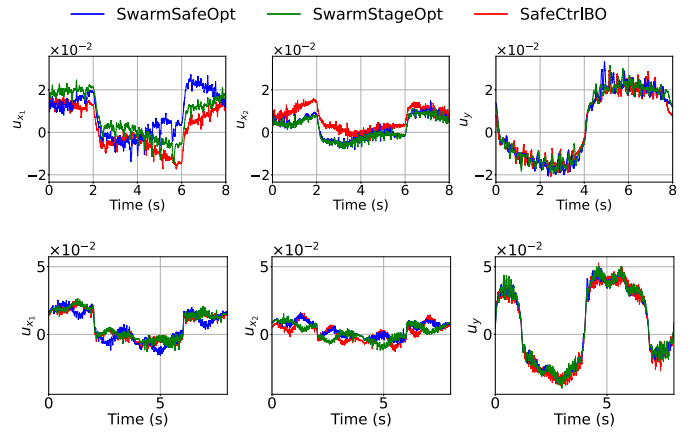 SwarmSafeOpt SwarmStageOpt SafeCtrlBO
×10⁻² ×10⁻² ×10⁻²
2 2 2
0 0 0
−2 −2 −2
u_{x_1} u_{x_2} u_y
0 2 4 6 8 0 2 4 6 8 0 2 4 6 8
Time (s) Time (s) Time (s)
×10⁻² ×10⁻² ×10⁻²
5 5 5
0 0 0
u_{x_1} u_{x_2} u_y
5 5 5
Time (s) Time (s) Time (s)